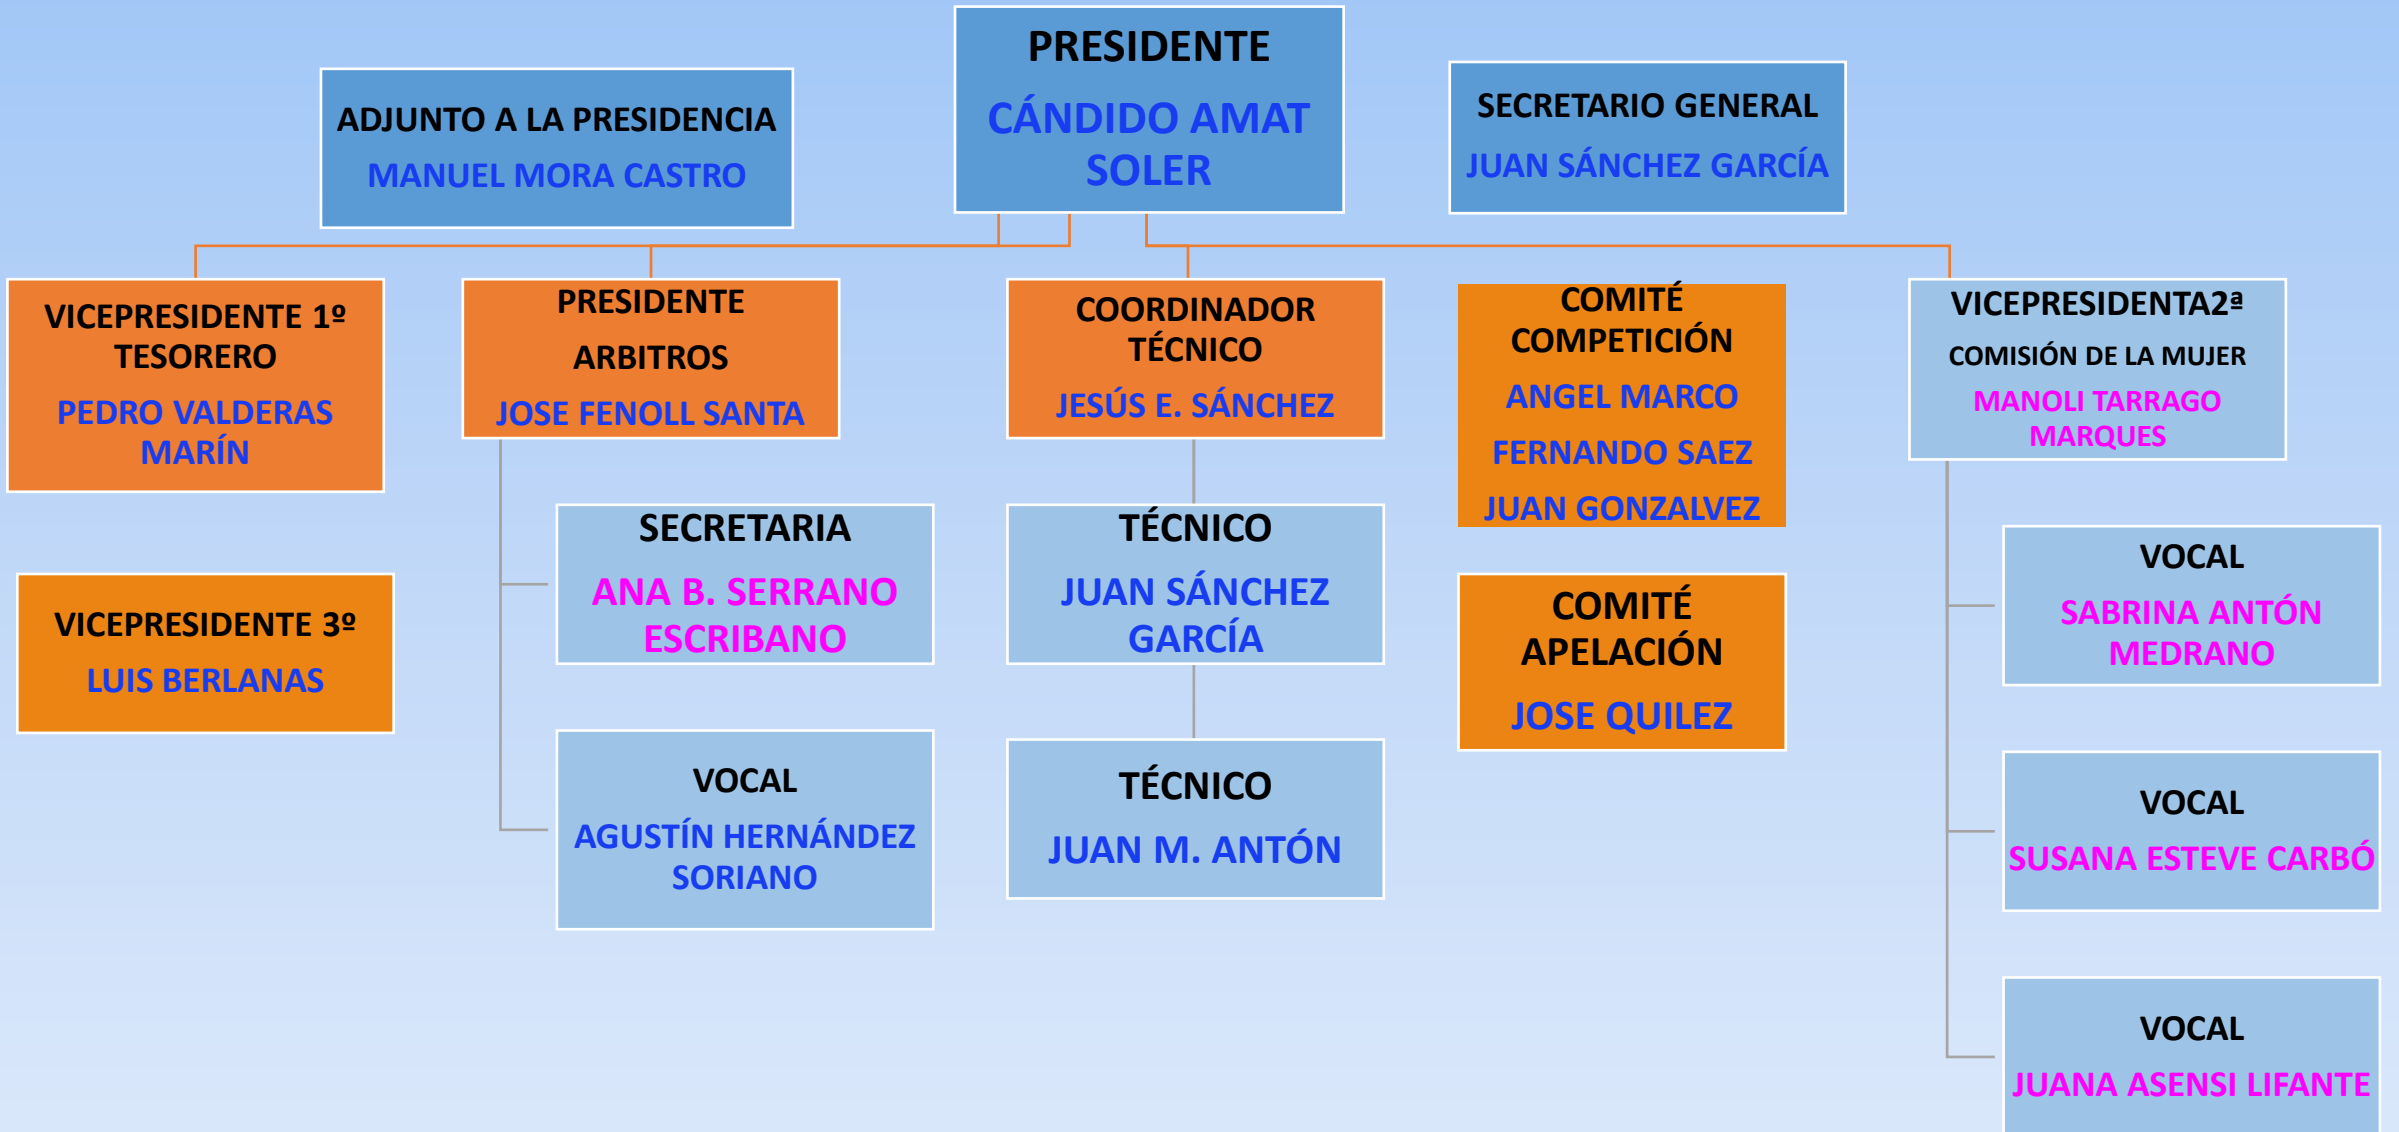 PRESIDENTE
CÁNDIDO AMAT
SOLER
ADJUNTO A LA PRESIDENCIA
MANUEL MORA CASTRO
SECRETARIO GENERAL
JUAN SÁNCHEZ GARCÍA
VICEPRESIDENTE 1º
TESORERO
PEDRO VALDERAS
MARÍN
PRESIDENTE
ARBITROS
JOSE FENOLL SANTA
COORDINADOR
TÉCNICO
JESÚS E. SÁNCHEZ
COMITÉ
COMPETICIÓN
ANGEL MARCO
FERNANDO SAEZ
JUAN GONZALVEZ
VICEPRESIDENTA2ª
COMISIÓN DE LA MUJER
MANOLI TARRAGO
MARQUES
VICEPRESIDENTE 3º
LUIS BERLANAS
SECRETARIA
ANA B. SERRANO
ESCRIBANO
TÉCNICO
JUAN SÁNCHEZ
GARCÍA
COMITÉ
APELACIÓN
JOSE QUILEZ
VOCAL
SABRINA ANTÓN
MEDRANO
VOCAL
AGUSTÍN HERNÁNDEZ
SORIANO
TÉCNICO
JUAN M. ANTÓN
VOCAL
SUSANA ESTEVE CARBÓ
VOCAL
JUANA ASENSI LIFANTE